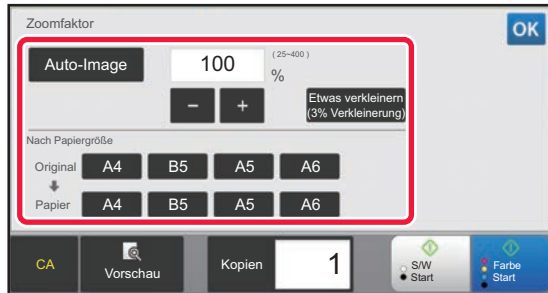 Zoomfaktor
OK
Auto-Image
100
(25~400)
%
−
+
Etwas verkleinern
(3% Verkleinerung)
Nach Papiergröße
Original
A4
B5
A5
A6
Papier
A4
B5
A5
A6
CA
Vorschau
Kopien
1
S/W
Start
Farbe
Start